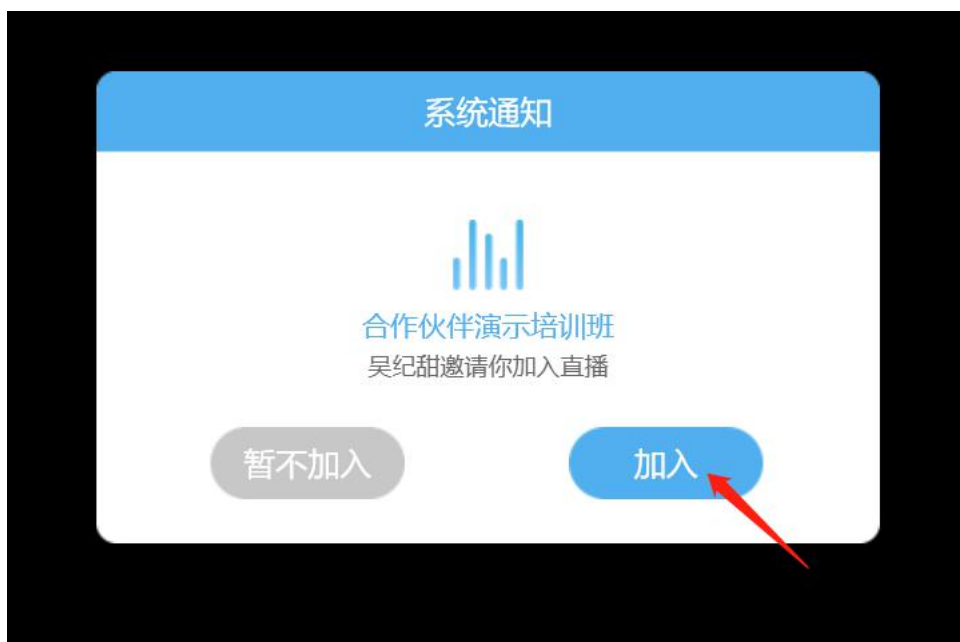 系统通知
合作伙伴演示培训班
吴纪甜邀请你加入直播
暂不加入
加入